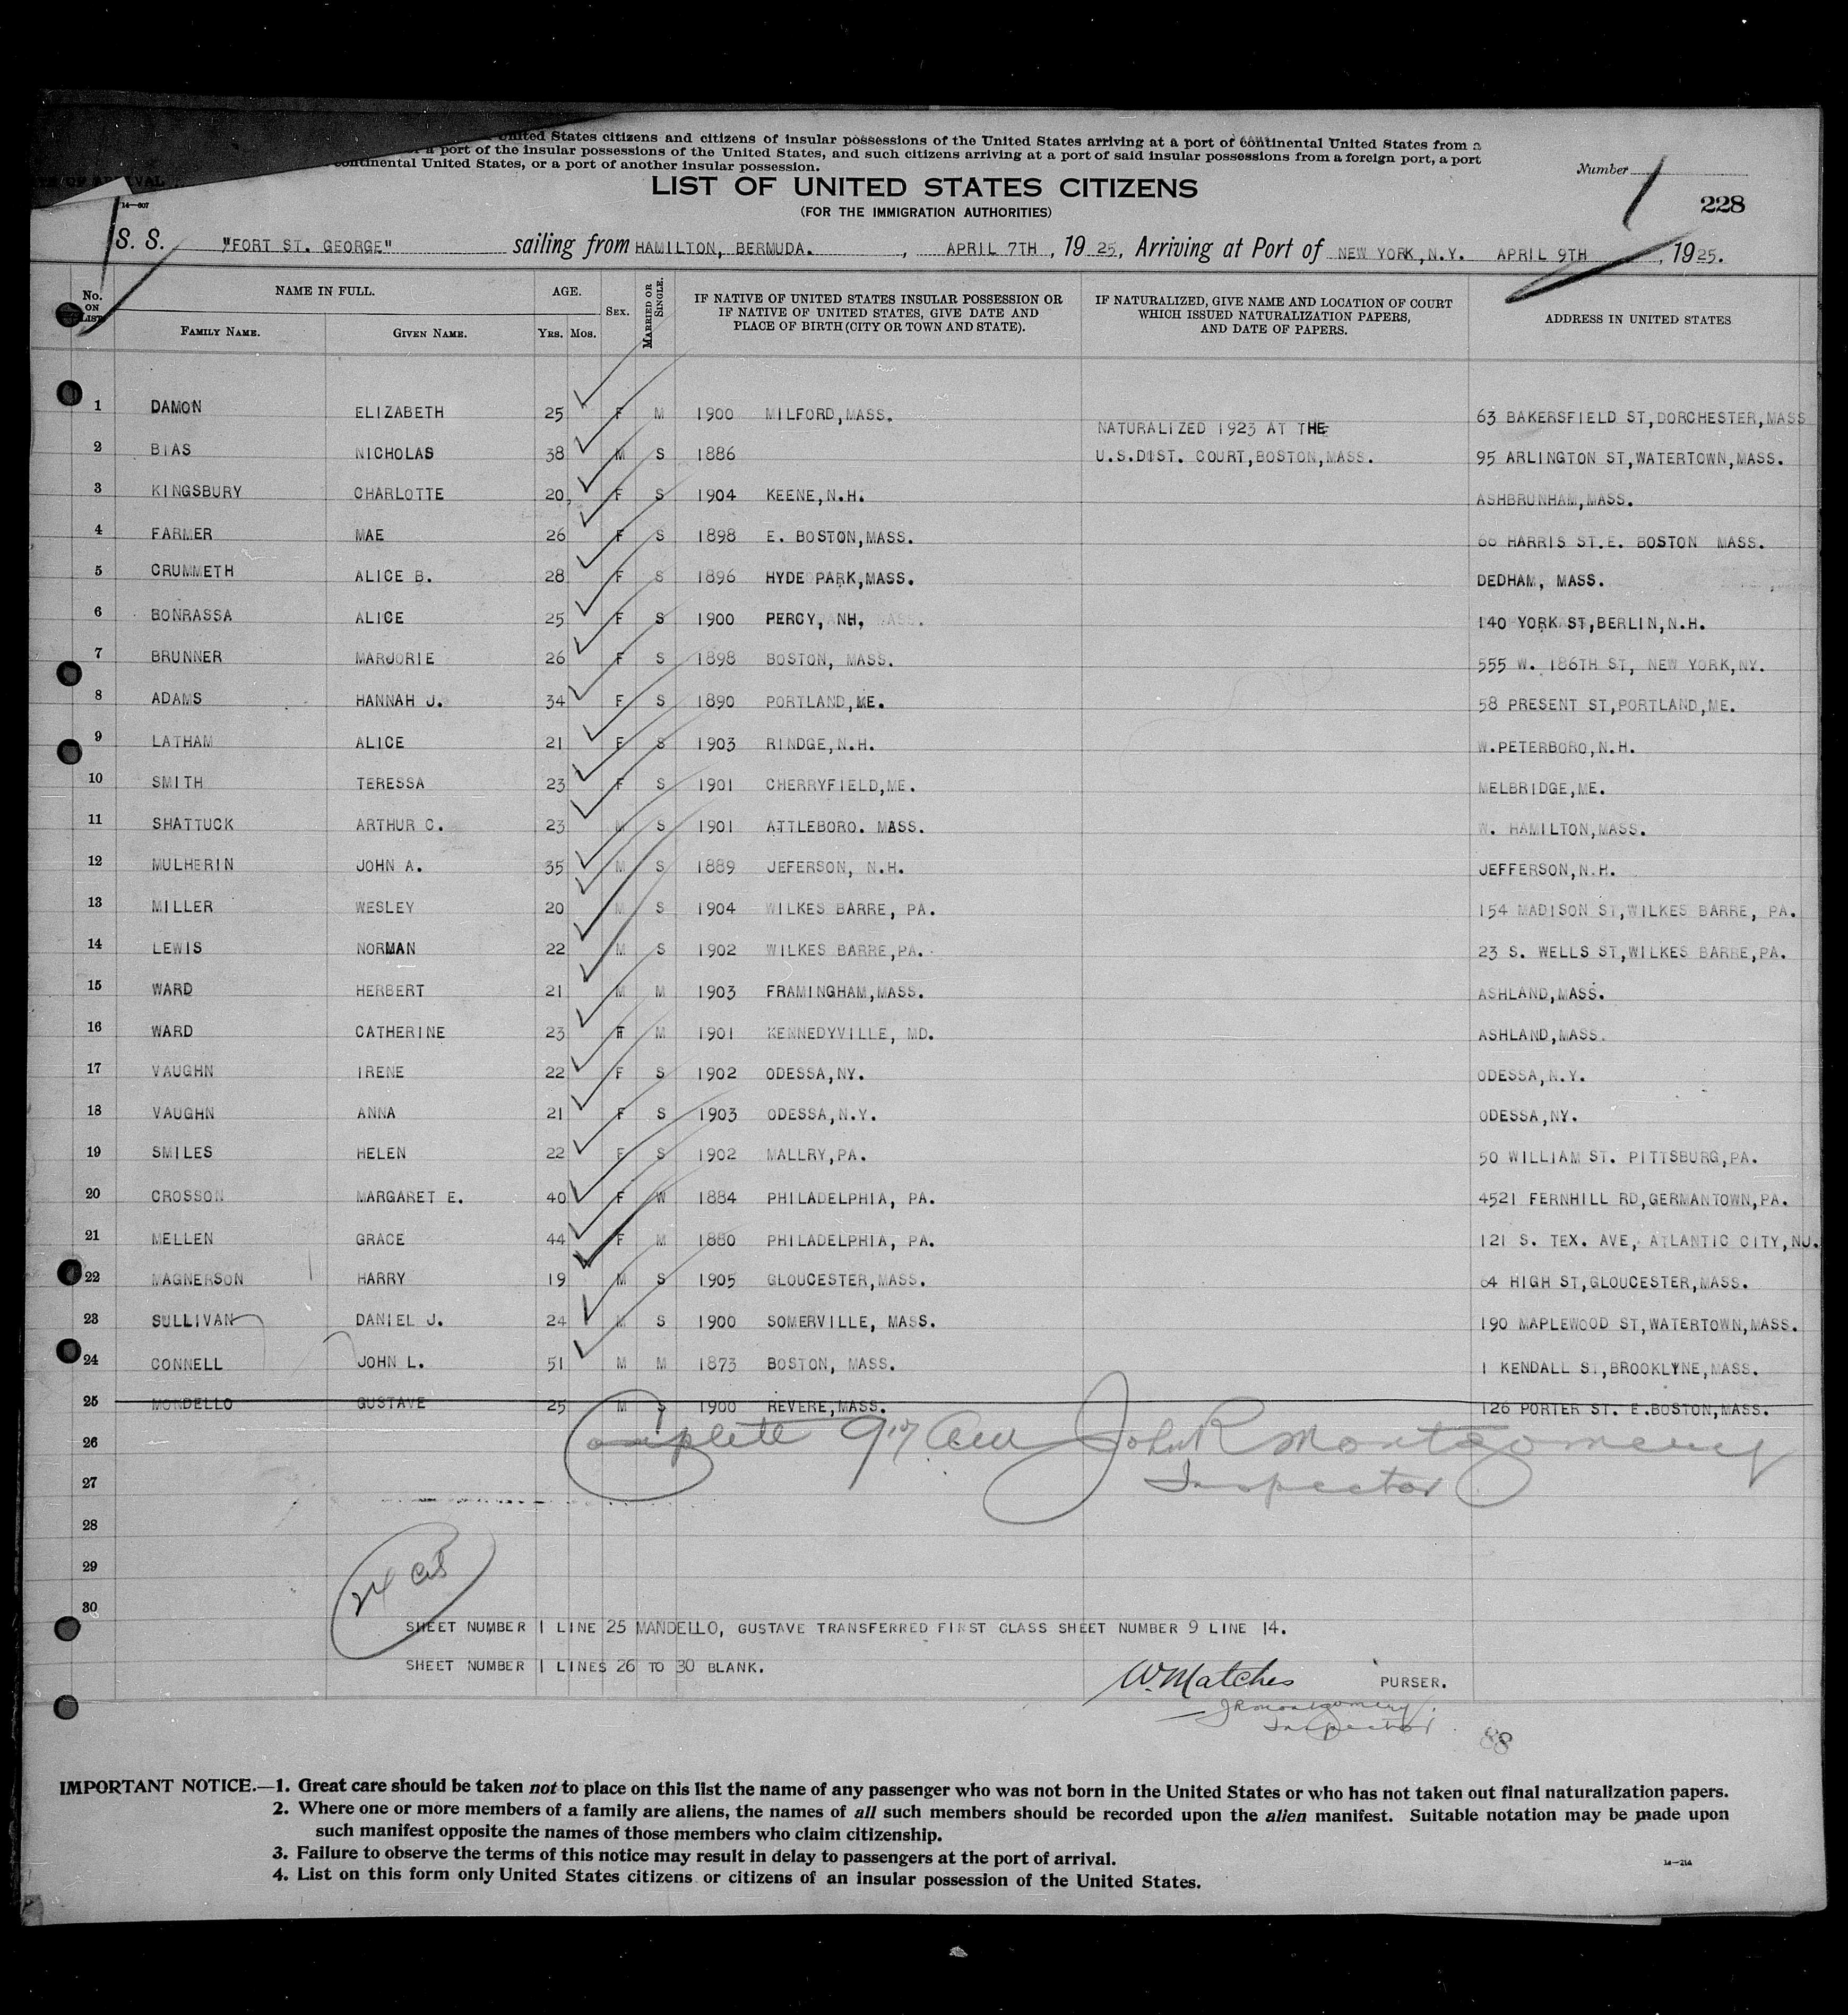 United States citizens and citizens of insular possessions of the United States arriving at a port of continental United States from a
a port of the insular possessions of the United States, and such citizens arriving at a port of said insular possessions from a foreign port, a port
continental United States, or a port of another insular possession.
LIST OF UNITED STATES CITIZENS
(FOR THE IMMIGRATION AUTHORITIES)
Number 1
228
14—607
S. S. "FORT ST. GEORGE" sailing from HAMILTON, BERMUDA. , APRIL 7TH , 19 25, Arriving at Port of NEW YORK, N.Y. APRIL 9TH , 1925.
No. ON LIST NAME IN FULL. AGE. SEX. MARRIED OR SINGLE. IF NATIVE OF UNITED STATES INSULAR POSSESSION OR IF NATIVE OF UNITED STATES, GIVE DATE AND PLACE OF BIRTH (CITY OR TOWN AND STATE). IF NATURALIZED, GIVE NAME AND LOCATION OF COURT WHICH ISSUED NATURALIZATION PAPERS, AND DATE OF PAPERS. ADDRESS IN UNITED STATES
FAMILY NAME. GIVEN NAME. YRS. MOS.
1 DAMON ELIZABETH 25 F M 1900 MILFORD, MASS. 63 BAKERSFIELD ST, DORCHESTER, MASS
NATURALIZED 1923 AT THE
2 BIAS NICHOLAS 38 M S 1886 U.S.DIST. COURT, BOSTON, MASS. 95 ARLINGTON ST, WATERTOWN, MASS.
3 KINGSBURY CHARLOTTE 20, F S 1904 KEENE, N.H. ASHBRUNHAM, MASS.
4 FARMER MAE 26 F S 1898 E. BOSTON, MASS. 66 HARRIS ST. E. BOSTON MASS.
5 CRUMMETH ALICE B. 28 F S 1896 HYDE PARK, MASS. DEDHAM, MASS.
6 BONRASSA ALICE 25 F S 1900 PERCY, NH, 140 YORK ST, BERLIN, N.H.
7 BRUNNER MARJORIE 26 F S 1898 BOSTON, MASS. 555 W. 186TH ST, NEW YORK, NY.
8 ADAMS HANNAH J. 34 F S 1890 PORTLAND, ME. 58 PRESENT ST, PORTLAND, ME.
9 LATHAM ALICE 21 F S 1903 RINDGE, N.H. W. PETERBORO, N.H.
10 SMITH TERESSA 23 F S 1901 CHERRYFIELD, ME. MELBRIDGE, ME.
11 SHATTUCK ARTHUR C. 23 M S 1901 ATTLEBORO. MASS. W. HAMILTON, MASS.
12 MULHERIN JOHN A. 35 M S 1889 JEFERSON, N.H. JEFFERSON, N.H.
13 MILLER WESLEY 20 M S 1904 WILKES BARRE, PA. 154 MADISON ST, WILKES BARRE, PA.
14 LEWIS NORMAN 22 M S 1902 WILKES BARRE, PA. 23 S. WELLS ST, WILKES BARRE, PA.
15 WARD HERBERT 21 M M 1903 FRAMINGHAM, MASS. ASHLAND, MASS.
16 WARD CATHERINE 23 F M 1901 KENNEDYVILLE, MD. ASHLAND, MASS.
17 VAUGHN IRENE 22 F S 1902 ODESSA, NY. ODESSA, N.Y.
18 VAUGHN ANNA 21 F S 1903 ODESSA, N.Y. ODESSA, NY.
19 SMILES HELEN 22 F S 1902 MALLRY, PA. 50 WILLIAM ST. PITTSBURG, PA.
20 CROSSON MARGARET E. 40 F W 1884 PHILADELPHIA, PA. 4521 FERNHILL RD, GERMANTOWN, PA.
21 MELLEN GRACE 44 F M 1880 PHILADELPHIA, PA. 121 S. TEX. AVE, ATLANTIC CITY, NJ.
22 MAGNERSON HARRY 19 M S 1905 GLOUCESTER, MASS. 64 HIGH ST, GLOUCESTER, MASS.
23 SULLIVAN DANIEL J. 24 M S 1900 SOMERVILLE, MASS. 190 MAPLEWOOD ST, WATERTOWN, MASS.
24 CONNELL JOHN L. 51 M M 1873 BOSTON, MASS. 1 KENDALL ST, BROOKLYNE, MASS.
25 MONDELLO GUSTAVE 25 M S 1900 REVERE, MASS. 126 PORTER ST. E. BOSTON, MASS.
26 Complete John R Montgomery
27 Inspector
28
29
30
SHEET NUMBER 1 LINE 25 MANDELLO, GUSTAVE TRANSFERRED FIRST CLASS SHEET NUMBER 9 LINE 14.
SHEET NUMBER 1 LINES 26 TO 30 BLANK.
W. Matches PURSER.
JR Montgomery
Inspector
88
IMPORTANT NOTICE.—1. Great care should be taken not to place on this list the name of any passenger who was not born in the United States or who has not taken out final naturalization papers.
2. Where one or more members of a family are aliens, the names of all such members should be recorded upon the alien manifest. Suitable notation may be made upon
such manifest opposite the names of those members who claim citizenship.
3. Failure to observe the terms of this notice may result in delay to passengers at the port of arrival.
4. List on this form only United States citizens or citizens of an insular possession of the United States.